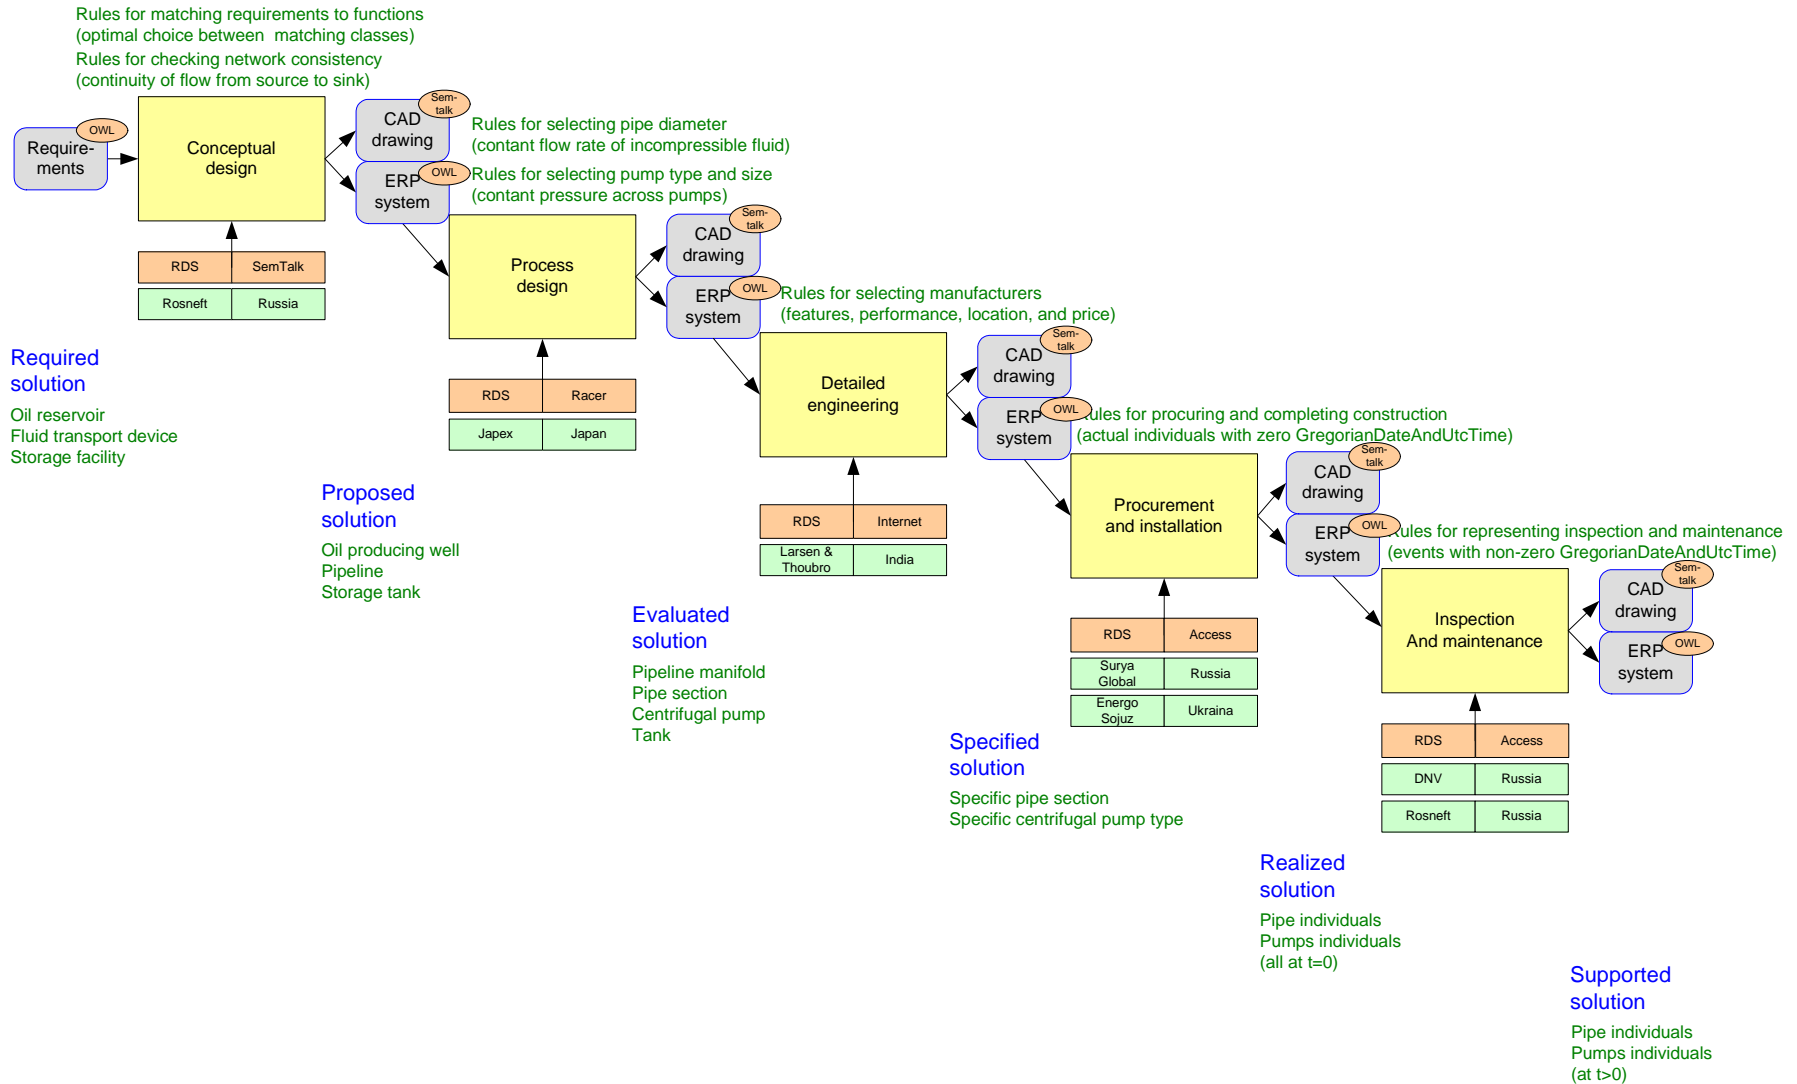 Rules for matching requirements to functions
(optimal choice between  matching classes)
Rules for checking network consistency
(continuity of flow from source to sink)
OWL
Require-
ments
Conceptual
design
Sem-
talk
CAD
drawing
OWL
ERP
system
RDS
SemTalk
Rosneft
Russia
Required
solution
Oil reservoir
Fluid transport device
Storage facility
Rules for selecting pipe diameter
(contant flow rate of incompressible fluid)
Rules for selecting pump type and size
(contant pressure across pumps)
Process
design
Sem-
talk
CAD
drawing
OWL
ERP
system
RDS
Racer
Japex
Japan
Proposed
solution
Oil producing well
Pipeline
Storage tank
Rules for selecting manufacturers
(features, performance, location, and price)
Detailed
engineering
Sem-
talk
CAD
drawing
OWL
ERP
system
RDS
Internet
Larsen &
Thoubro
India
Evaluated
solution
Pipeline manifold
Pipe section
Centrifugal pump
Tank
Rules for procuring and completing construction
(actual individuals with zero GregorianDateAndUtcTime)
Procurement
and installation
Sem-
talk
CAD
drawing
OWL
ERP
system
RDS
Access
Surya
Global
Russia
Energo
Sojuz
Ukraina
Specified
solution
Specific pipe section
Specific centrifugal pump type
Rules for representing inspection and maintenance
(events with non-zero GregorianDateAndUtcTime)
Inspection
And maintenance
Sem-
talk
CAD
drawing
OWL
ERP
system
RDS
Access
DNV
Russia
Rosneft
Russia
Realized
solution
Pipe individuals
Pumps individuals
(all at t=0)
Supported
solution
Pipe individuals
Pumps individuals
(at t>0)